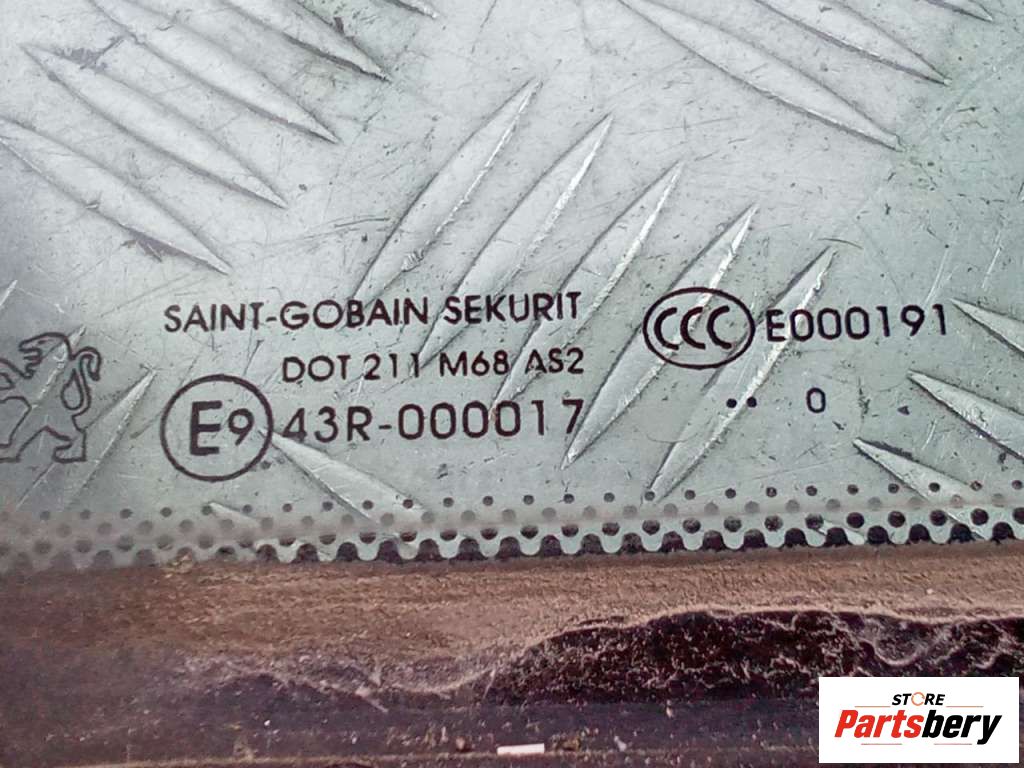 SAINT-GOBAIN SEKURIT
DOT 211 M68 AS2
E9 43R-000017
CCC E000191
.. 0
STORE
Partsbery